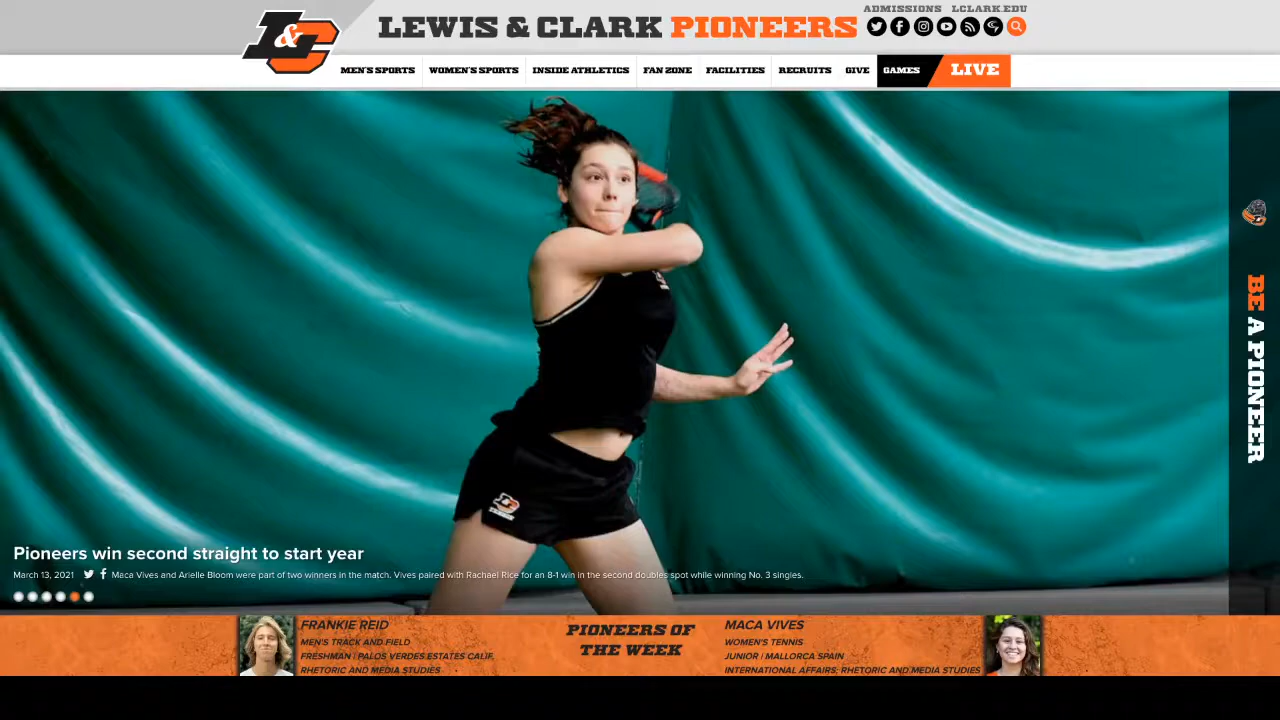 ADMISSIONS LCLARK.EDU
L&C
LEWIS & CLARK PIONEERS
MEN'S SPORTS WOMEN'S SPORTS INSIDE ATHLETICS FAN ZONE FACILITIES RECRUITS GIVE GAMES LIVE
BE A PIONEER
Pioneers win second straight to start year
March 13, 2021 Maca Vives and Arielle Bloom were part of two winners in the match. Vives paired with Rachael Rice for an 8-1 win in the second doubles spot while winning No. 3 singles.
FRANKIE REID
MEN'S TRACK AND FIELD
FRESHMAN | PALOS VERDES ESTATES CALIF.
RHETORIC AND MEDIA STUDIES
PIONEERS OF
THE WEEK
MACA VIVES
WOMEN'S TENNIS
JUNIOR | MALLORCA SPAIN
INTERNATIONAL AFFAIRS; RHETORIC AND MEDIA STUDIES